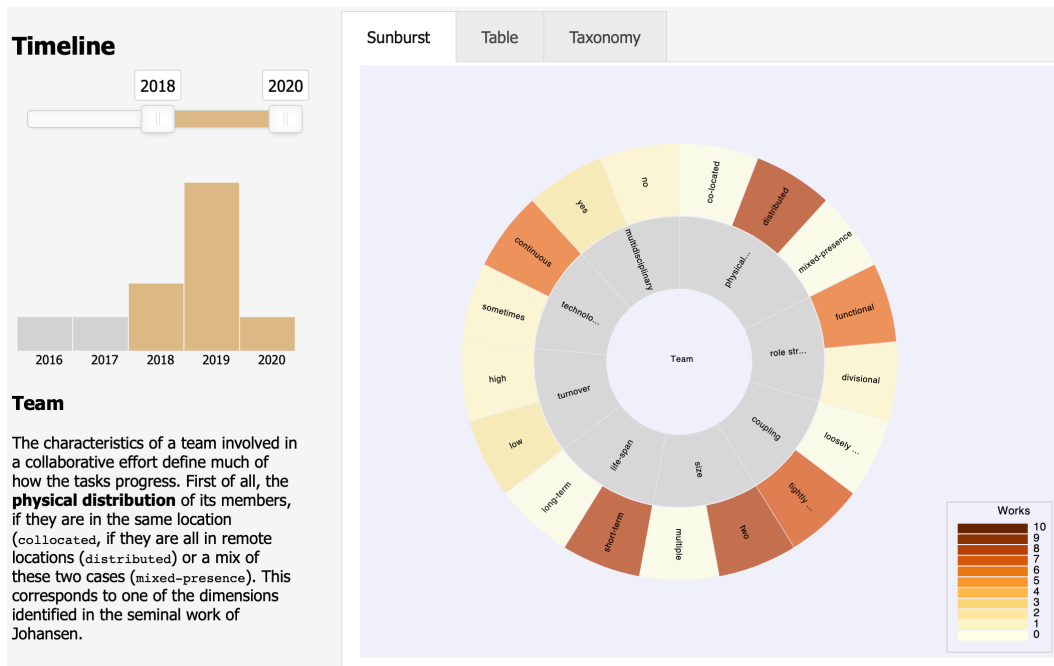 Timeline
2018
2020
2016
2017
2018
2019
2020
Team
The characteristics of a team involved in
a collaborative effort define much of
how the tasks progress. First of all, the
physical distribution of its members,
if they are in the same location
(collocated, if they are all in remote
locations (distributed) or a mix of
these two cases (mixed-presence). This
corresponds to one of the dimensions
identified in the seminal work of
Johansen.
Sunburst
Table
Taxonomy
Team
physical...
role str...
coupling
size
life-span
turnover
technolo...
multidisciplinary
co-located
distributed
mixed-presence
functional
divisional
loosely ...
tightly ...
two
multiple
short-term
long-term
low
high
sometimes
continuous
yes
no
Works
10
9
8
7
6
5
4
3
2
1
0